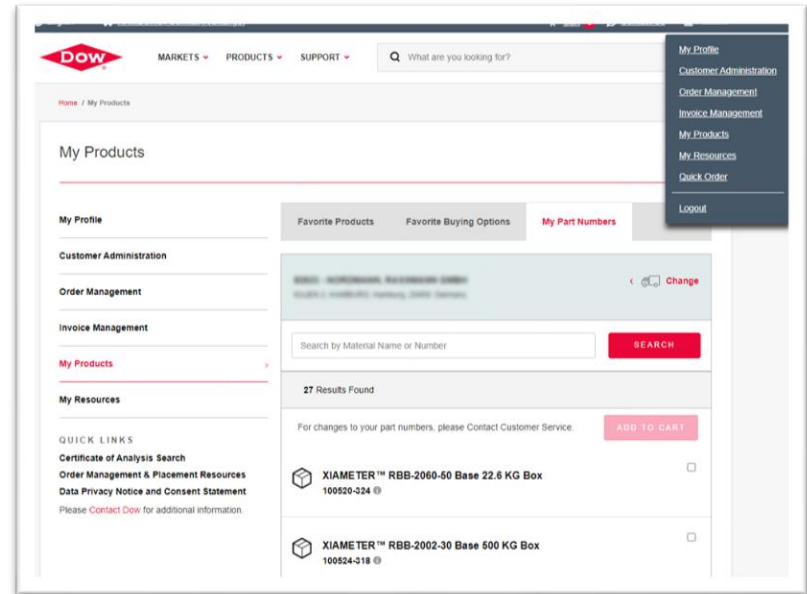 DOW
MARKETS PRODUCTS SUPPORT What are you looking for?
My Profile
Customer Administration
Order Management
Invoice Management
My Products
My Resources
Quick Order
Logout
Home / My Products
My Products
My Profile
Customer Administration
Order Management
Invoice Management
My Products
My Resources
QUICK LINKS
Certificate of Analysis Search
Order Management & Placement Resources
Data Privacy Notice and Consent Statement
Please Contact Dow for additional information.
Favorite Products Favorite Buying Options My Part Numbers
Change
Search by Material Name or Number SEARCH
27 Results Found
For changes to your part numbers, please Contact Customer Service. ADD TO CART
XIAMETER™ RBB-2060-50 Base 22.6 KG Box
100520-324
XIAMETER™ RBB-2002-30 Base 500 KG Box
100524-318